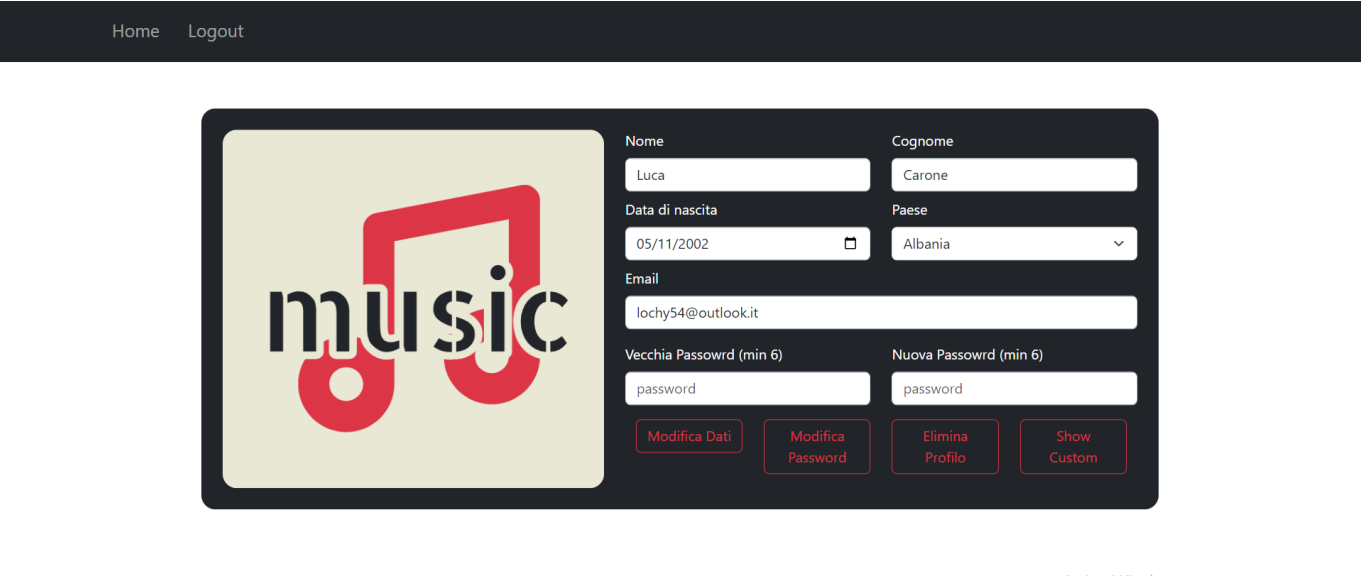 Home Logout
Nome Cognome
Luca Carone
Data di nascita Paese
05/11/2002 Albania
Email
lochy54@outlook.it
Vecchia Passowrd (min 6) Nuova Passowrd (min 6)
password password
Modifica Dati Modifica Password Elimina Profilo Show Custom
music